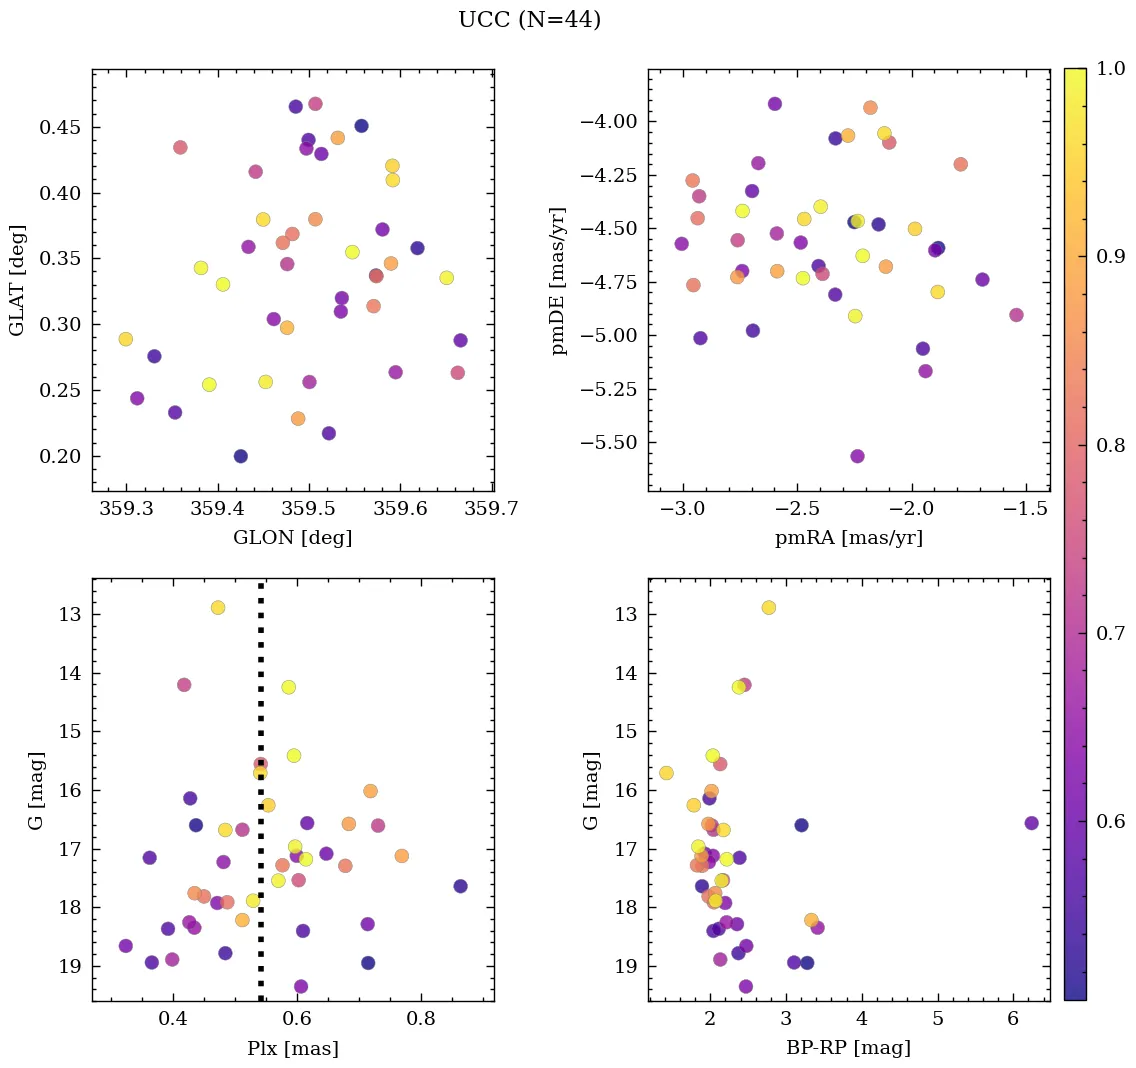 UCC (N=44)
0.45
0.40
0.35
0.30
0.25
0.20
GLAT [deg]
359.3 359.4 359.5 359.6 359.7
GLON [deg]
−4.00
−4.25
−4.50
−4.75
−5.00
−5.25
−5.50
pmDE [mas/yr]
−3.0 −2.5 −2.0 −1.5
pmRA [mas/yr]
1.0
0.9
0.8
0.7
0.6
13
14
15
16
17
18
19
G [mag]
0.4 0.6 0.8
Plx [mas]
13
14
15
16
17
18
19
G [mag]
2 3 4 5 6
BP-RP [mag]